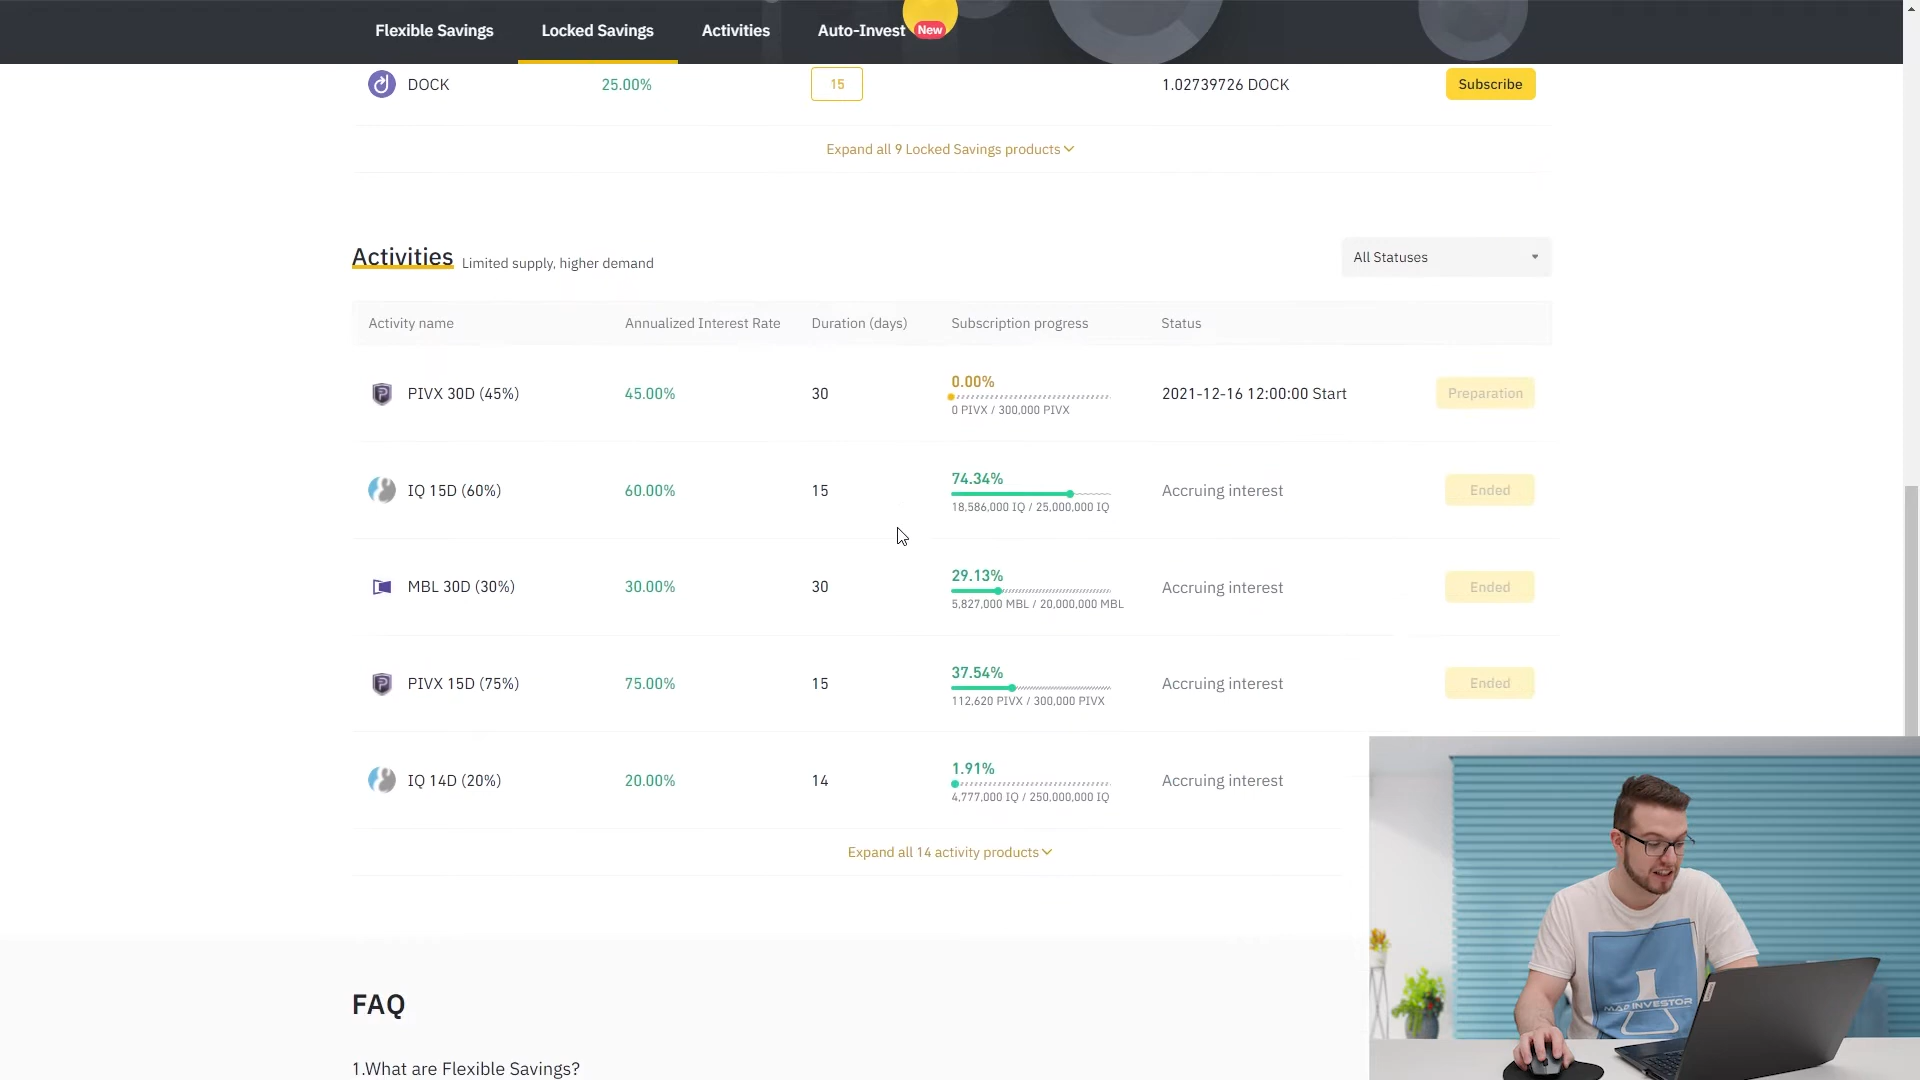 Flexible Savings Locked Savings Activities Auto-Invest New
DOCK 25.00% 15 1.02739726 DOCK Subscribe
Expand all 9 Locked Savings products
Activities Limited supply, higher demand All Statuses
Activity name Annualized Interest Rate Duration (days) Subscription progress Status
PIVX 30D (45%) 45.00% 30 0.00% 2021-12-16 12:00:00 Start Preparation
0 PIVX / 300,000 PIVX
IQ 15D (60%) 60.00% 15 74.34% Accruing interest Ended
18,586,000 IQ / 25,000,000 IQ
MBL 30D (30%) 30.00% 30 29.13% Accruing interest Ended
5,827,000 MBL / 20,000,000 MBL
PIVX 15D (75%) 75.00% 15 37.54% Accruing interest Ended
112,620 PIVX / 300,000 PIVX
IQ 14D (20%) 20.00% 14 1.91% Accruing interest
4,777,000 IQ / 250,000,000 IQ
Expand all 14 activity products
FAQ
1.What are Flexible Savings?
INVESTOR